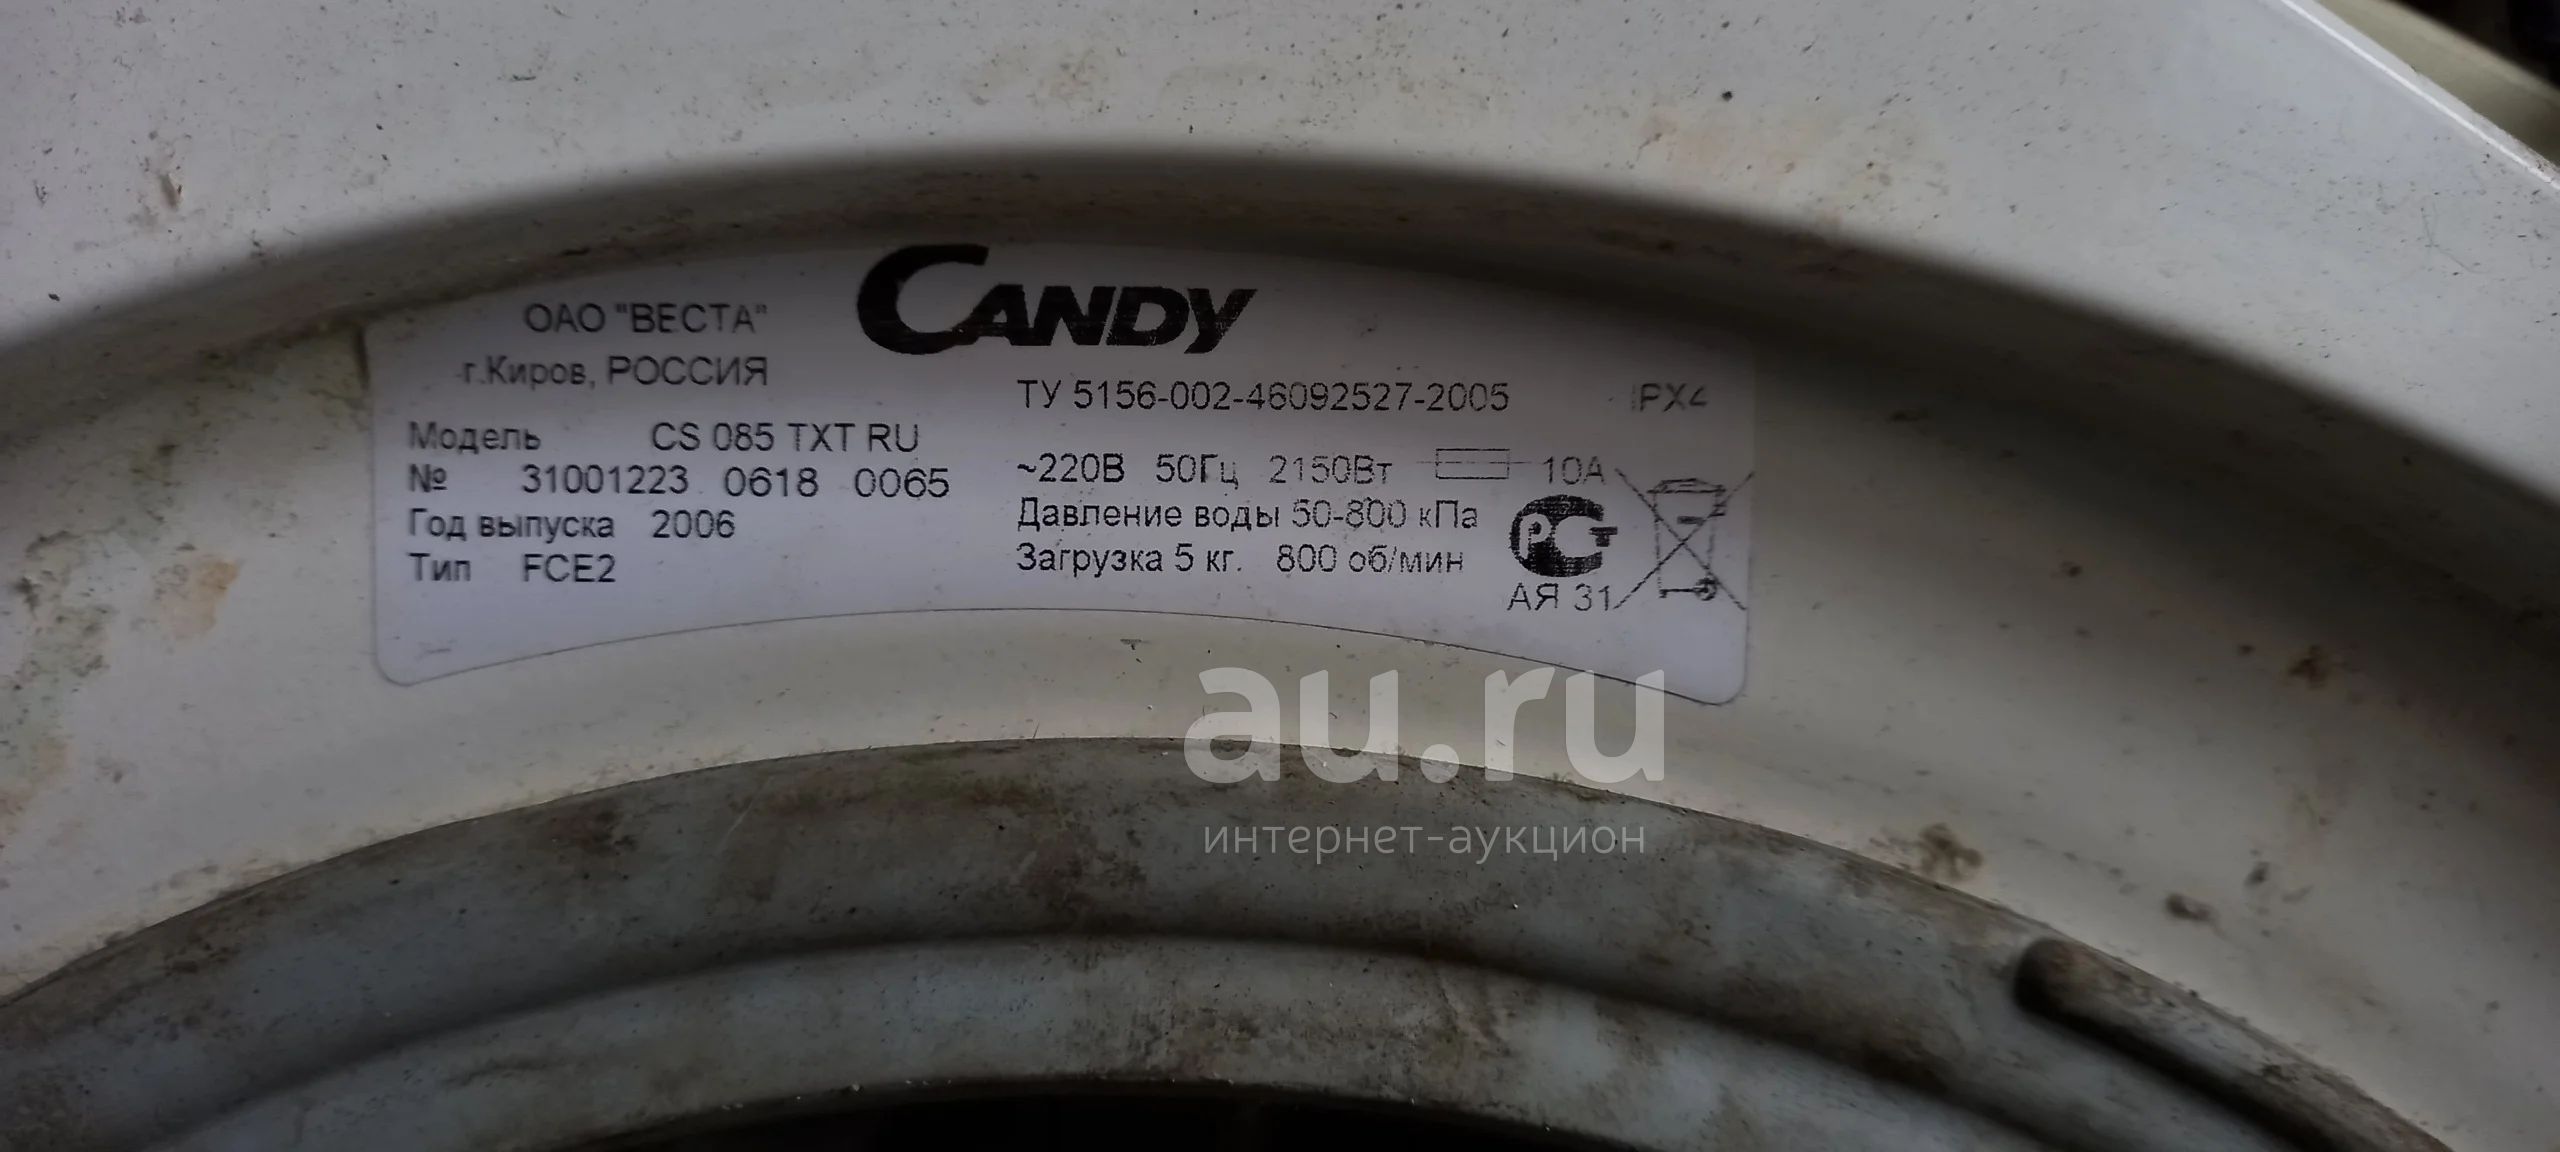 CANDY
ОАО "ВЕСТА"
г.Киров, РОССИЯ
Модель CS 085 TXT RU
№ 31001223 0618 0065
Год выпуска 2006
Тип FCE2
ТУ 5156-002-46092527-2005 IPX4
~220В 50Гц 2150Вт 10А
Давление воды 50-800 кПа
Загрузка 5 кг. 800 об/мин
РСТ
АЯ 31
au.ru
интернет-аукцион